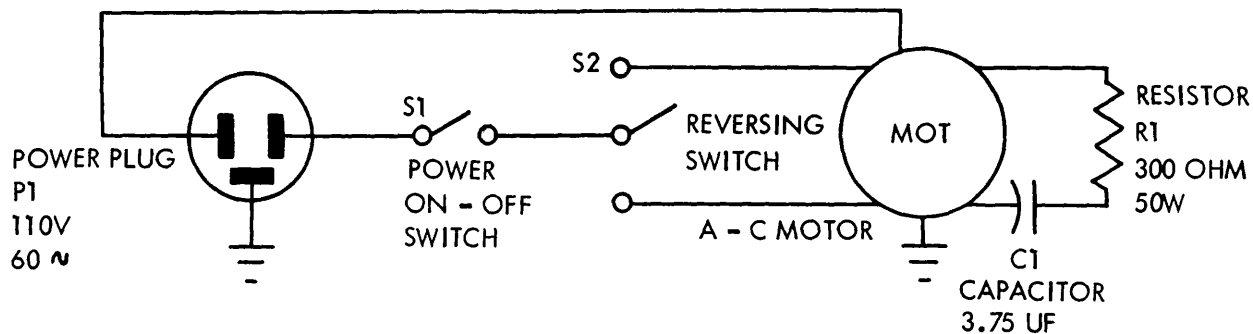 POWER PLUG
P1
110V
60 ~
S1
POWER
ON - OFF
SWITCH
S2
REVERSING
SWITCH
A - C MOTOR
MOT
RESISTOR
R1
300 OHM
50W
C1
CAPACITOR
3.75 UF